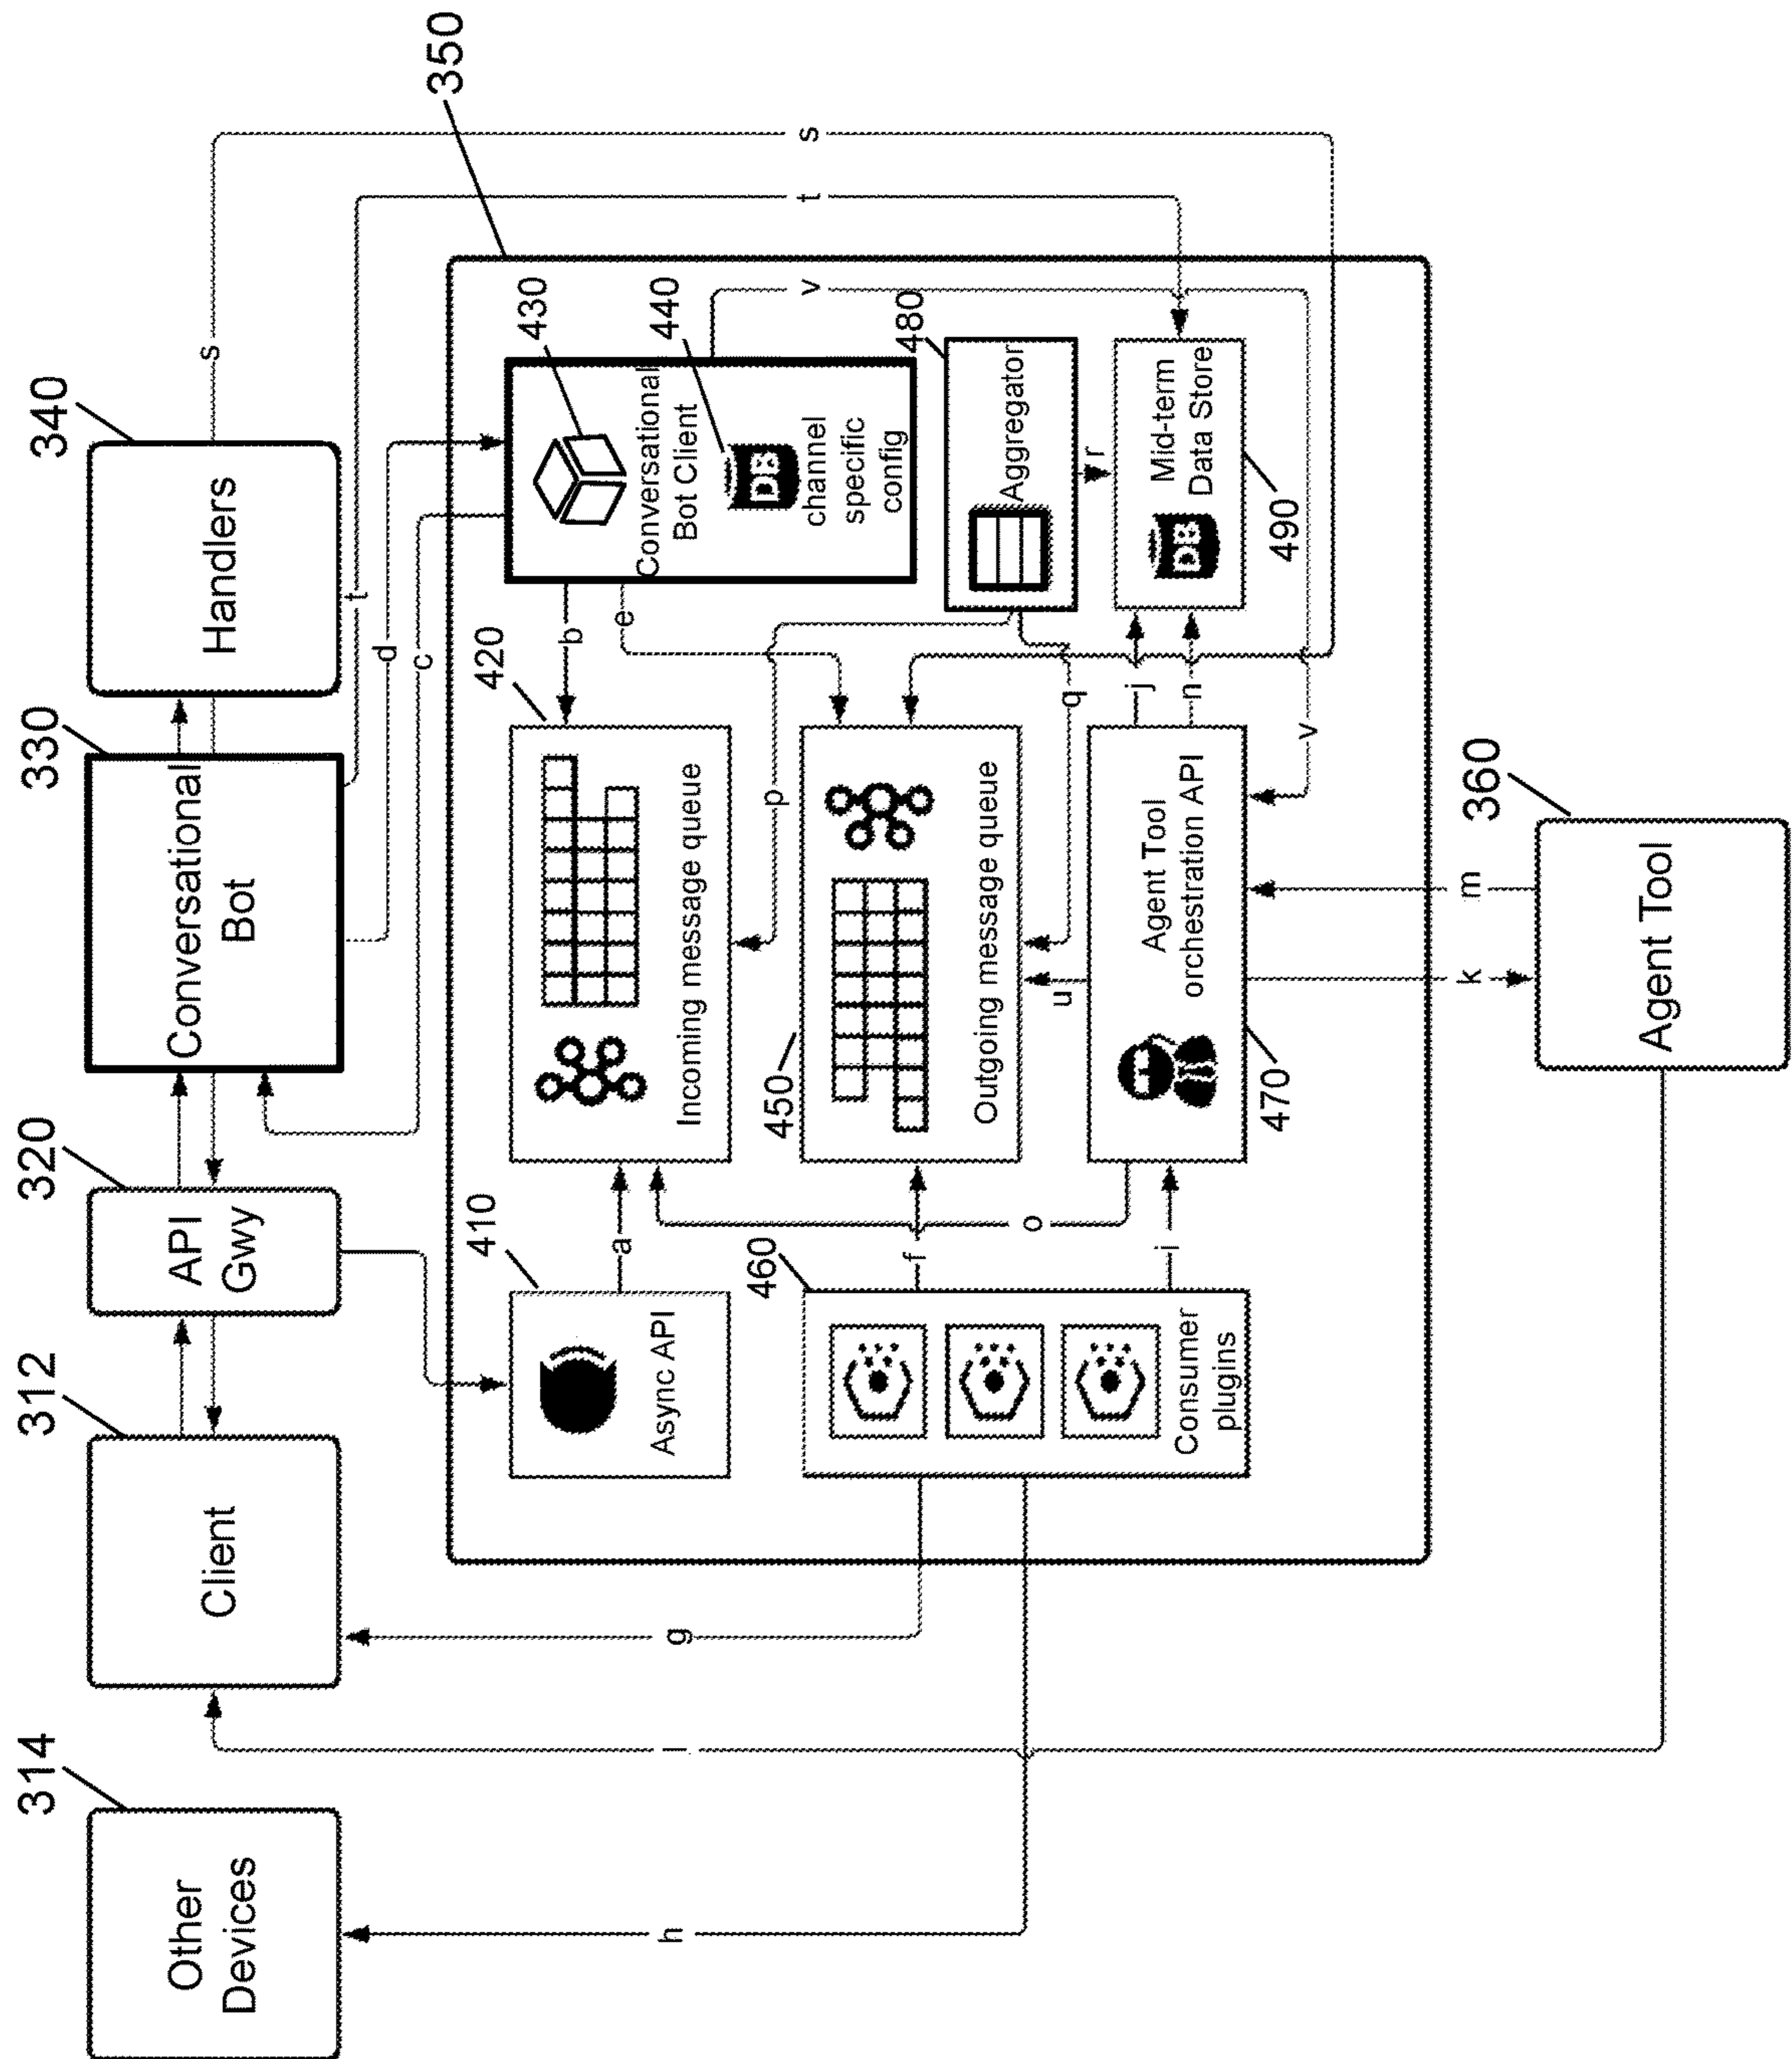 314
312
320
330
340
Other
Devices
Client
API
Gwy
Conversational
Bot
Handlers
s
t
d
c
350
l
g
h
410
Async API
a
420
Incoming message queue
b
e
430
Conversational
Bot Client
440
DB
channel
specific
config
v
s
t
p
460
Consumer
plugins
f
o
i
450
Outgoing message queue
q
u
480
Aggregator
r
470
Agent Tool
orchestration API
j
n
v
DB
Mid-term
Data Store
490
k
m
360
Agent Tool